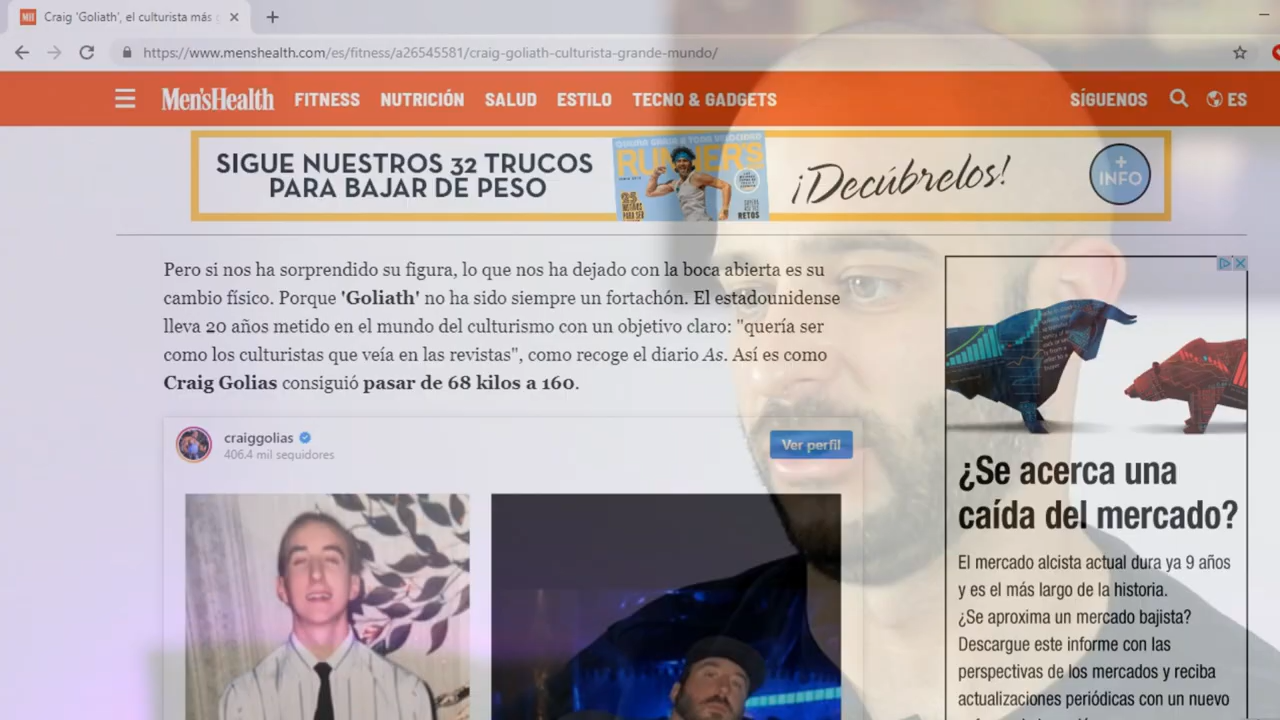 Craig 'Goliath', el culturista más
https://www.menshealth.com/es/fitness/a26545581/craig-goliath-culturista-grande-mundo/
Men'sHealth FITNESS NUTRICIÓN SALUD ESTILO TECNO & GADGETS SÍGUENOS ES
SIGUE NUESTROS 32 TRUCOS
PARA BAJAR DE PESO
RUNNER'S
¡Decúbrelos!
+
INFO
RETOS
Pero si nos ha sorprendido su figura, lo que nos ha dejado con la boca abierta es su
cambio físico. Porque 'Goliath' no ha sido siempre un fortachón. El estadounidense
lleva 20 años metido en el mundo del culturismo con un objetivo claro: "quería ser
como los culturistas que veía en las revistas", como recoge el diario As. Así es como
Craig Golias consiguió pasar de 68 kilos a 160.
craiggolias
406.4 mil seguidores
Ver perfil
¿Se acerca una
caída del mercado?
El mercado alcista actual dura ya 9 años
y es el más largo de la historia.
¿Se aproxima un mercado bajista?
Descargue este informe con las
perspectivas de los mercados y reciba
actualizaciones periódicas con un nuevo